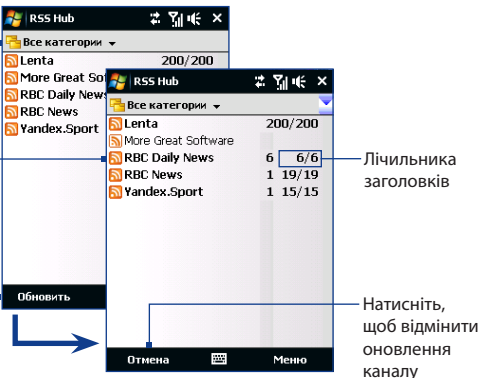 RSS Hub
Все категории
Lenta 200/200
More Great Sof
RBC Daily News
RBC News
Yandex.Sport
Обновить
RSS Hub
Все категории
Lenta 200/200
More Great Software
RBC Daily News 6 6/6
RBC News 1 19/19
Yandex.Sport 1 15/15
Отмена Меню
Лічильника
заголовків
Натисніть,
щоб відмінити
оновлення
каналу